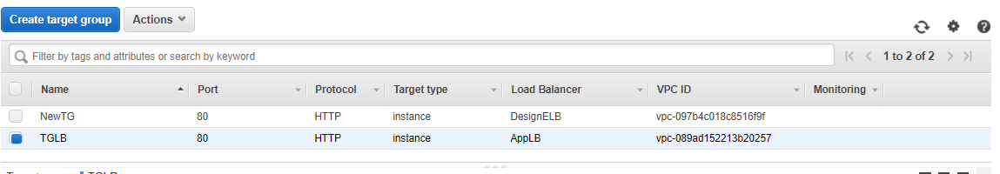 Create target group Actions
Filter by tags and attributes or search by keyword 1 to 2 of 2
Name Port Protocol Target type Load Balancer VPC ID Monitoring
NewTG 80 HTTP instance DesignELB vpc-097b4c018c8516f9f
TGLB 80 HTTP instance AppLB vpc-089ad152213b20257